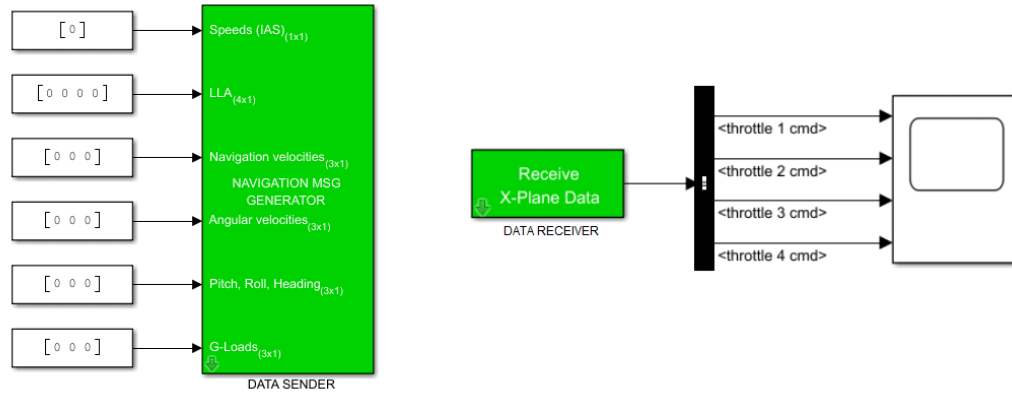 [0]
Speeds (IAS)(1x1)
[0 0 0 0]
LLA(4x1)
[0 0 0]
Navigation velocities(3x1)
NAVIGATION MSG
GENERATOR
[0 0 0]
Angular velocities(3x1)
[0 0 0]
Pitch, Roll, Heading(3x1)
[0 0 0]
G-Loads(3x1)
DATA SENDER
Receive
X-Plane Data
DATA RECEIVER
<throttle 1 cmd>
<throttle 2 cmd>
<throttle 3 cmd>
<throttle 4 cmd>